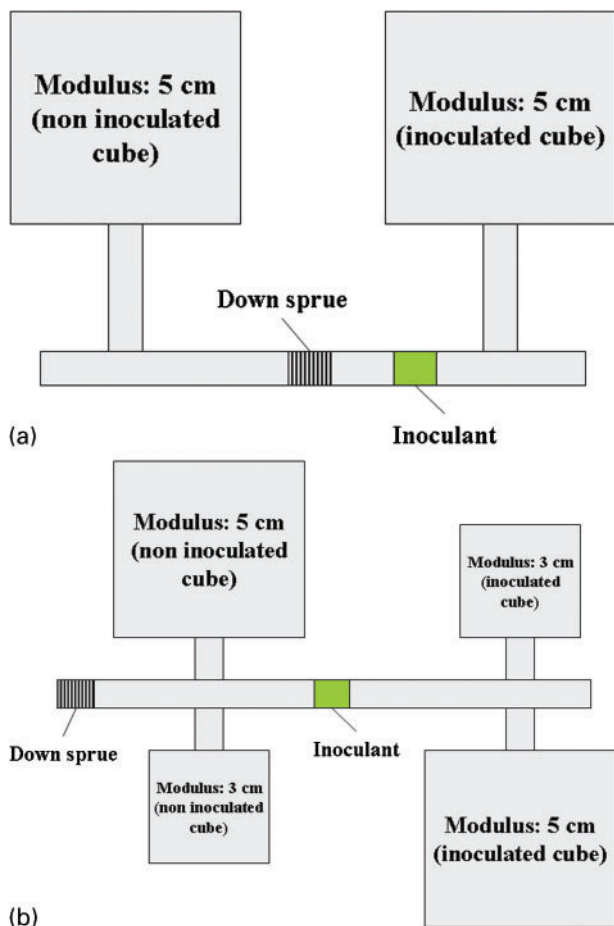 Modulus: 5 cm
(non inoculated
cube)
Modulus: 5 cm
(inoculated cube)
Down sprue
Inoculant
(a)
Modulus: 5 cm
(non inoculated
cube)
Modulus: 3 cm
(inoculated
cube)
Down sprue
Inoculant
Modulus: 3 cm
(non inoculated
cube)
Modulus: 5 cm
(inoculated cube)
(b)